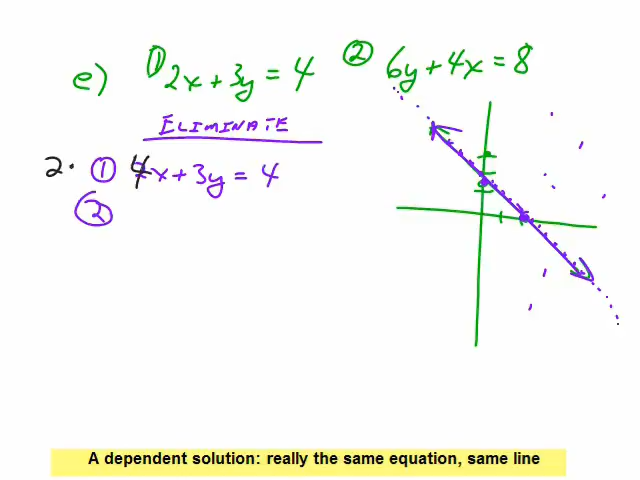 e) ① 2x + 3y = 4 ② 6y + 4x = 8
ELIMINATE
2· ① 4x + 3y = 4
②
A dependent solution: really the same equation, same line